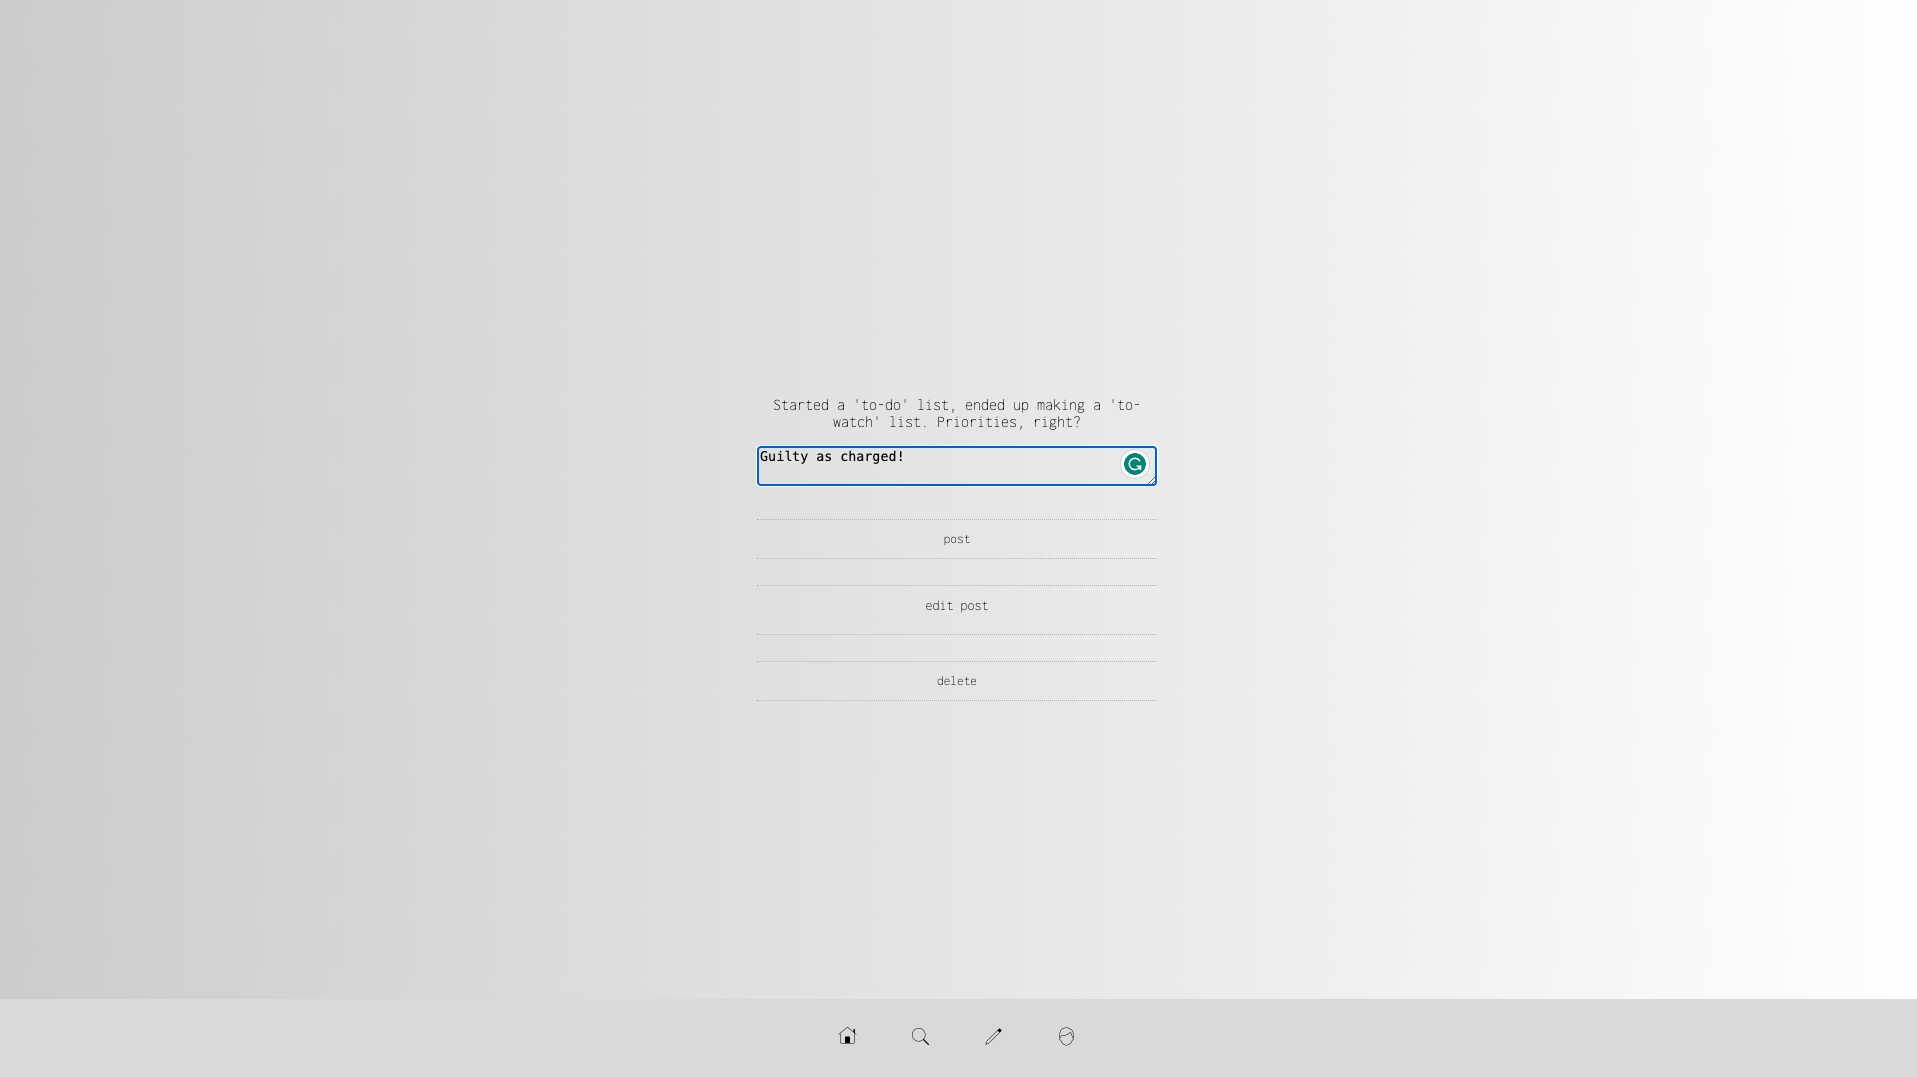 Started a 'to-do' list, ended up making a 'to-
watch' list. Priorities, right?
Guilty as charged!
post
edit post
delete